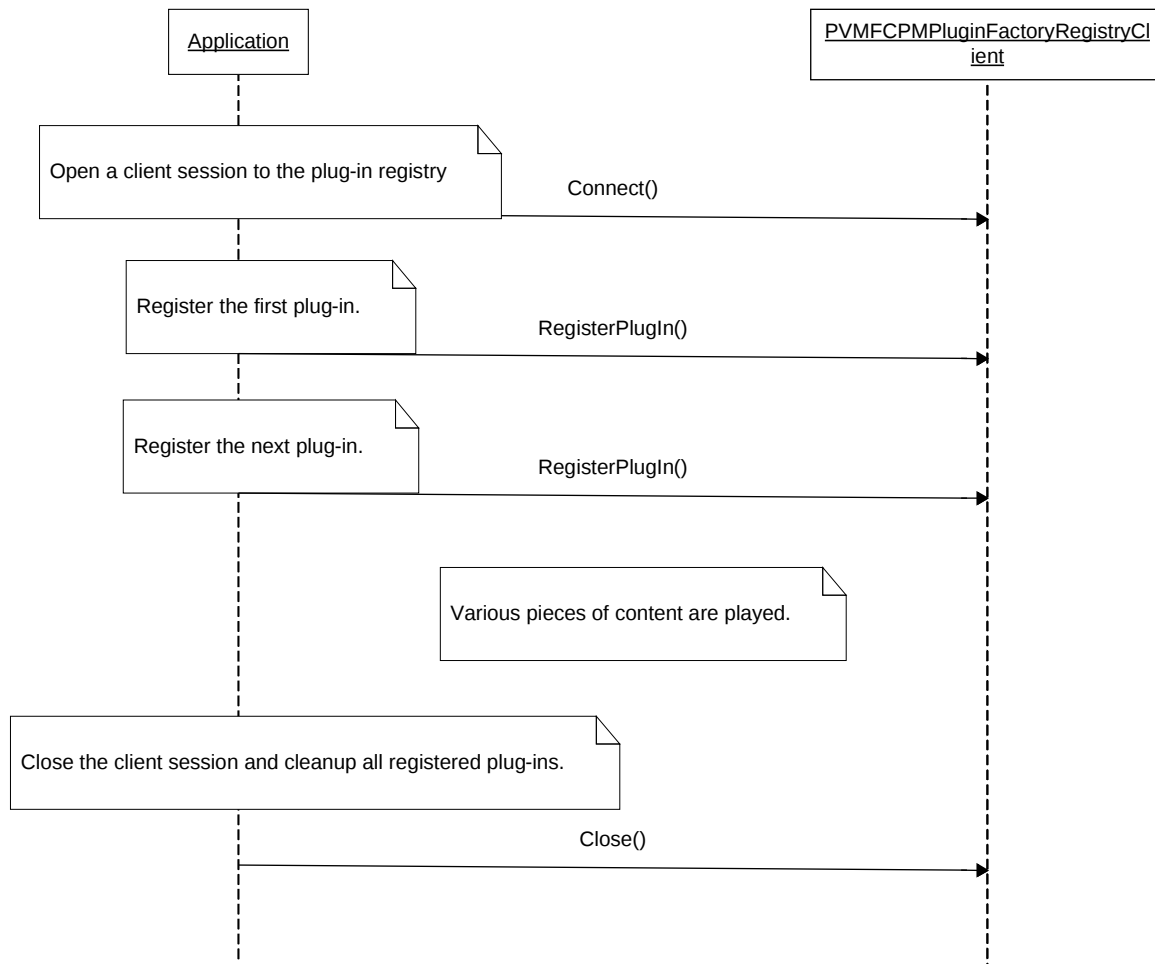 Application
PVMFCPMPluginFactoryRegistryCl
ient
Open a client session to the plug-in registry
Connect()
Register the first plug-in.
RegisterPlugIn()
Register the next plug-in.
RegisterPlugIn()
Various pieces of content are played.
Close the client session and cleanup all registered plug-ins.
Close()